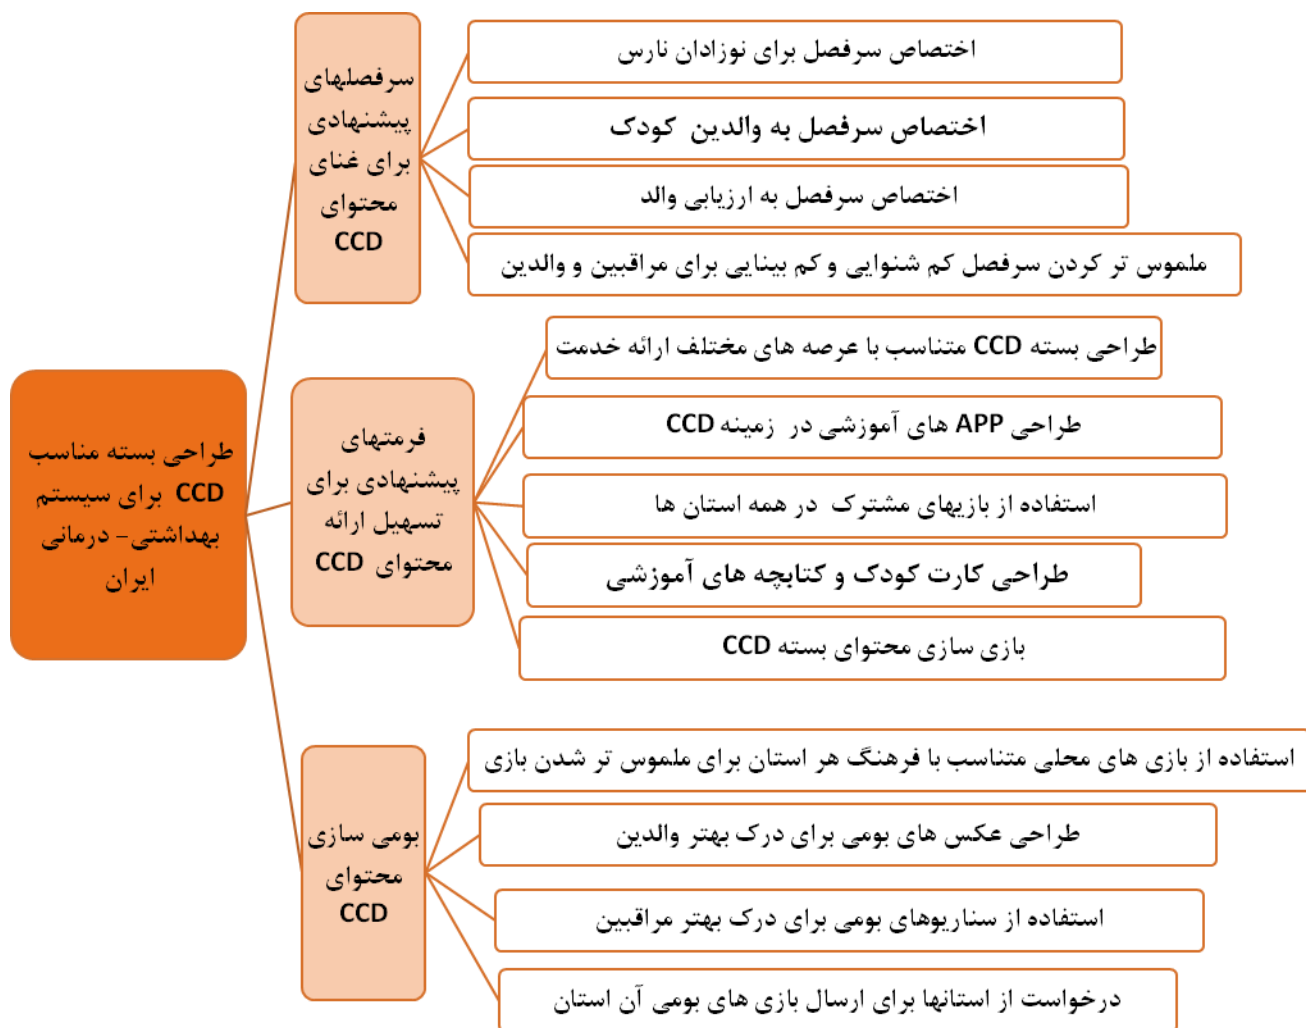 طراحی بسته مناسب
CCD برای سیستم
بهداشتی- درمانی
ایران
سرفصلهای
پیشنهادی
برای غنای
محتوای
CCD
اختصاص سرفصل برای نوزادان نارس
اختصاص سرفصل به والدین کودک
اختصاص سرفصل به ارزیابی والد
ملموس تر کردن سرفصل کم شنوایی و کم بینایی برای مراقبین و والدین
فرمتهای
پیشنهادی برای
تسهیل ارائه
محتوای CCD
طراحی بسته CCD متناسب با عرصه های مختلف ارائه خدمت
طراحی APP های آموزشی در زمینه CCD
استفاده از بازیهای مشترک در همه استان ها
طراحی کارت کودک و کتابچه های آموزشی
بازی سازی محتوای بسته CCD
بومی سازی
محتوای
CCD
استفاده از بازی های محلی متناسب با فرهنگ هر استان برای ملموس تر شدن بازی
طراحی عکس های بومی برای درک بهتر والدین
استفاده از سناریوهای بومی برای درک بهتر مراقبین
درخواست از استانها برای ارسال بازی های بومی آن استان